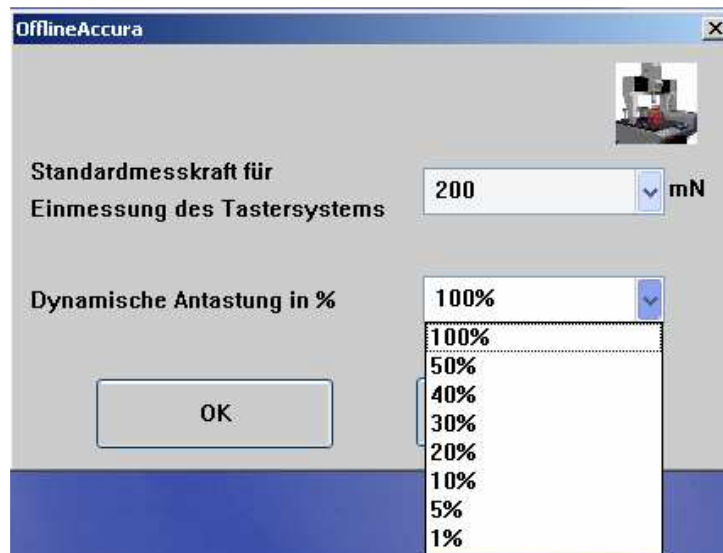 OfflineAccura
Standardmesskraft für
Einmessung des Tastersystems
200
mN
Dynamische Antastung in %
100%
100%
50%
40%
30%
20%
10%
5%
1%
OK